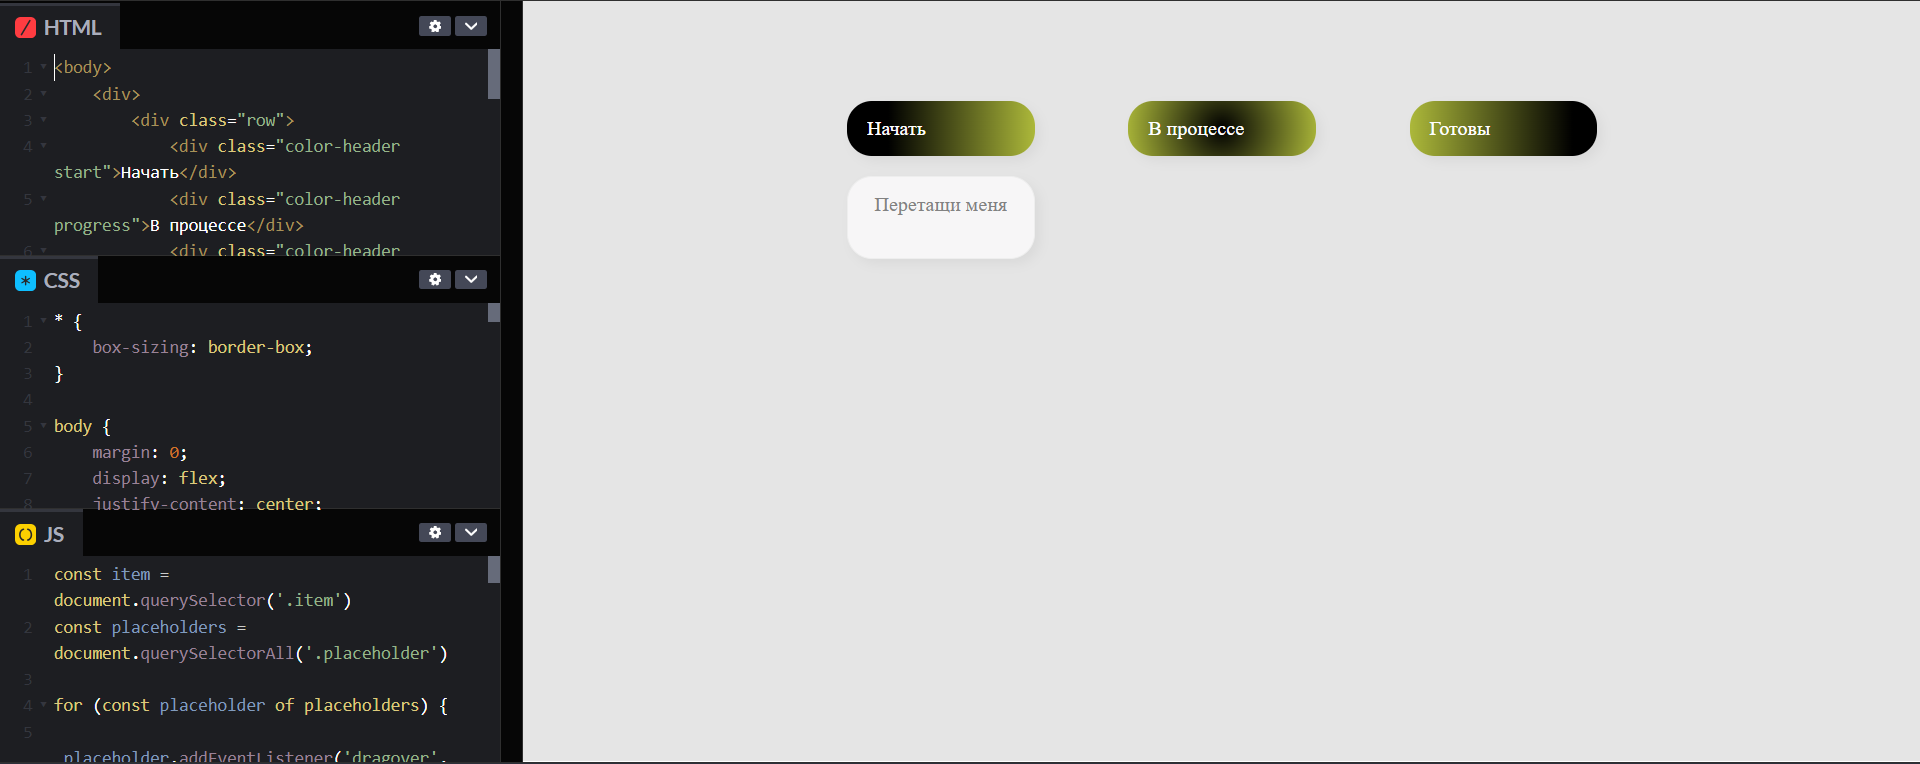 HTML
1 <body>
2 <div>
3 <div class="row">
4 <div class="color-header
start">Начать</div>
5 <div class="color-header
progress">В процессе</div>
6 <div class="color-header
CSS
1 * {
2 box-sizing: border-box;
3 }
4
5 body {
6 margin: 0;
7 display: flex;
8 justify-content: center;
JS
1 const item =
document.querySelector('.item')
2 const placeholders =
document.querySelectorAll('.placeholder')
3
4 for (const placeholder of placeholders) {
5
placeholder.addEventListener('dragover',
Начать
В процессе
Готовы
Перетащи меня